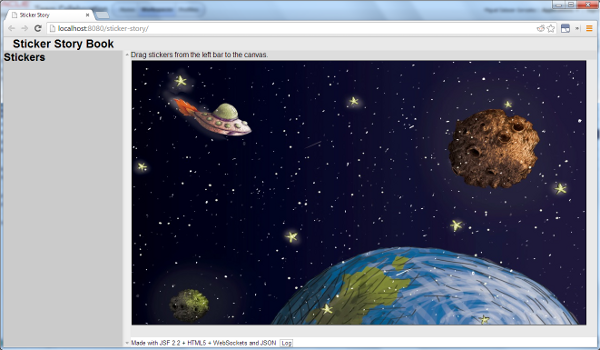 Sticker Story
localhost:8080/sticker-story/
Sticker Story Book
Stickers
Drag stickers from the left bar to the canvas.
Made with JSF 2.2 + HTML5 + WebSockets and JSON Log